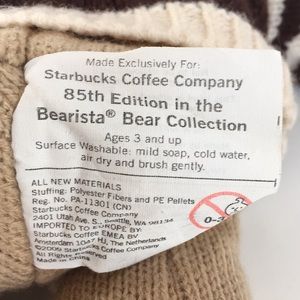 Made Exclusively For:
Starbucks Coffee Company
85th Edition in the
Bearista® Bear Collection
Ages 3 and up
Surface Washable: mild soap, cold water,
air dry and brush gently.
ALL NEW MATERIALS
Stuffing: Polyester Fibers and PE Pellets
Reg. No. PA-11301 (CN)
Starbucks Coffee Company
2401 Utah Ave. S., Seattle, WA 98134
IMPORTED TO EUROPE BY:
Starbucks Coffee EMEA BV
Amsterdam 1047 HJ, The Netherlands
©2009 Starbucks Coffee Company
All Rights Reserved
Made in China
0-3